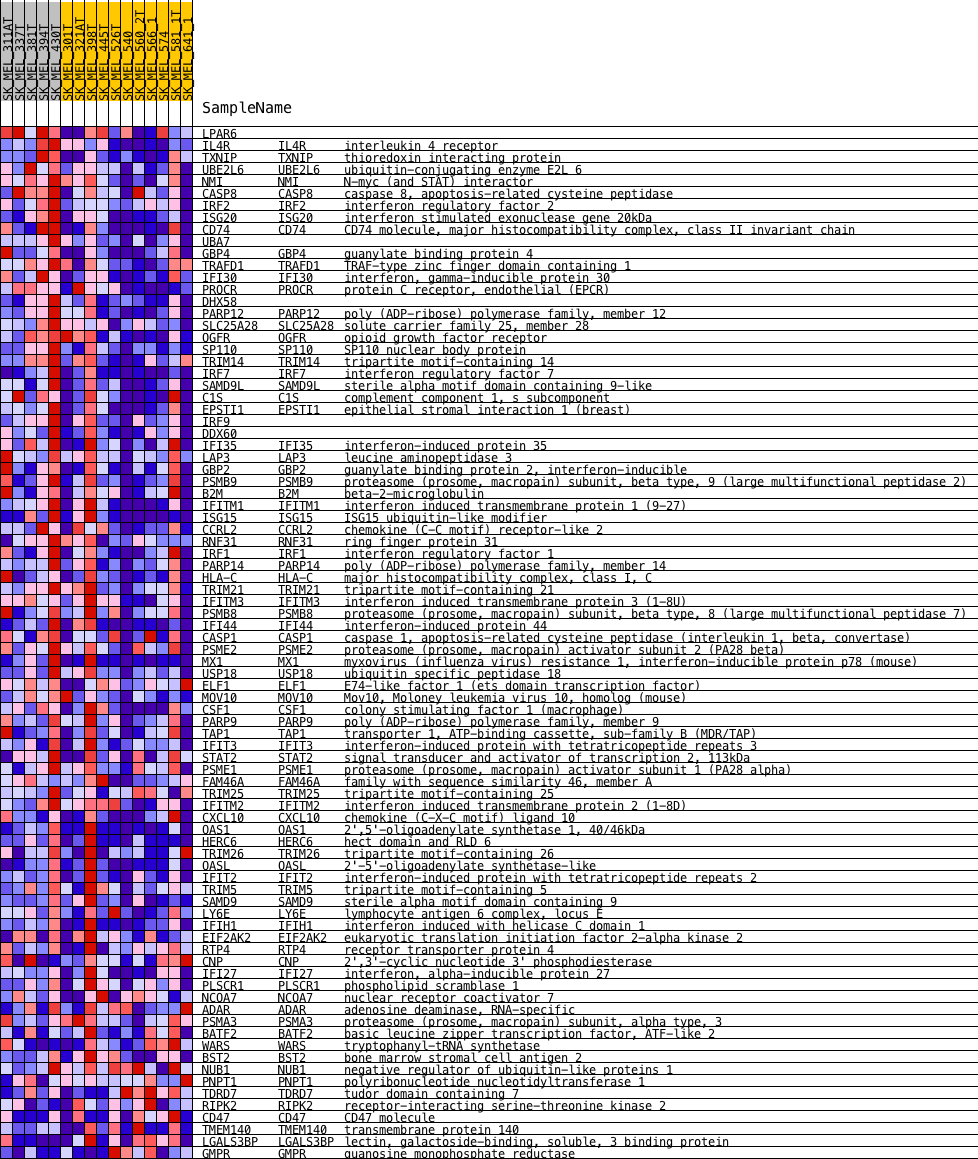 SK_MEL_311AT
SK_MEL_337T
SK_MEL_381T
SK_MEL_394T
SK_MEL_430T
SK_MEL_301T
SK_MEL_321AT
SK_MEL_398T
SK_MEL_445T
SK_MEL_526T
SK_MEL_540
SK_MEL_560_2T
SK_MEL_566_1
SK_MEL_574
SK_MEL_581_1T
SK_MEL_641_1
SampleName
LPAR6
IL4R IL4R interleukin 4 receptor
TXNIP TXNIP thioredoxin interacting protein
UBE2L6 UBE2L6 ubiquitin-conjugating enzyme E2L 6
NMI NMI N-myc (and STAT) interactor
CASP8 CASP8 caspase 8, apoptosis-related cysteine peptidase
IRF2 IRF2 interferon regulatory factor 2
ISG20 ISG20 interferon stimulated exonuclease gene 20kDa
CD74 CD74 CD74 molecule, major histocompatibility complex, class II invariant chain
UBA7
GBP4 GBP4 guanylate binding protein 4
TRAFD1 TRAFD1 TRAF-type zinc finger domain containing 1
IFI30 IFI30 interferon, gamma-inducible protein 30
PROCR PROCR protein C receptor, endothelial (EPCR)
DHX58
PARP12 PARP12 poly (ADP-ribose) polymerase family, member 12
SLC25A28 SLC25A28 solute carrier family 25, member 28
OGFR OGFR opioid growth factor receptor
SP110 SP110 SP110 nuclear body protein
TRIM14 TRIM14 tripartite motif-containing 14
IRF7 IRF7 interferon regulatory factor 7
SAMD9L SAMD9L sterile alpha motif domain containing 9-like
C1S C1S complement component 1, s subcomponent
EPSTI1 EPSTI1 epithelial stromal interaction 1 (breast)
IRF9
DDX60
IFI35 IFI35 interferon-induced protein 35
LAP3 LAP3 leucine aminopeptidase 3
GBP2 GBP2 guanylate binding protein 2, interferon-inducible
PSMB9 PSMB9 proteasome (prosome, macropain) subunit, beta type, 9 (large multifunctional peptidase 2)
B2M B2M beta-2-microglobulin
IFITM1 IFITM1 interferon induced transmembrane protein 1 (9-27)
ISG15 ISG15 ISG15 ubiquitin-like modifier
CCRL2 CCRL2 chemokine (C-C motif) receptor-like 2
RNF31 RNF31 ring finger protein 31
IRF1 IRF1 interferon regulatory factor 1
PARP14 PARP14 poly (ADP-ribose) polymerase family, member 14
HLA-C HLA-C major histocompatibility complex, class I, C
TRIM21 TRIM21 tripartite motif-containing 21
IFITM3 IFITM3 interferon induced transmembrane protein 3 (1-8U)
PSMB8 PSMB8 proteasome (prosome, macropain) subunit, beta type, 8 (large multifunctional peptidase 7)
IFI44 IFI44 interferon-induced protein 44
CASP1 CASP1 caspase 1, apoptosis-related cysteine peptidase (interleukin 1, beta, convertase)
PSME2 PSME2 proteasome (prosome, macropain) activator subunit 2 (PA28 beta)
MX1 MX1 myxovirus (influenza virus) resistance 1, interferon-inducible protein p78 (mouse)
USP18 USP18 ubiquitin specific peptidase 18
ELF1 ELF1 E74-like factor 1 (ets domain transcription factor)
MOV10 MOV10 Mov10, Moloney leukemia virus 10, homolog (mouse)
CSF1 CSF1 colony stimulating factor 1 (macrophage)
PARP9 PARP9 poly (ADP-ribose) polymerase family, member 9
TAP1 TAP1 transporter 1, ATP-binding cassette, sub-family B (MDR/TAP)
IFIT3 IFIT3 interferon-induced protein with tetratricopeptide repeats 3
STAT2 STAT2 signal transducer and activator of transcription 2, 113kDa
PSME1 PSME1 proteasome (prosome, macropain) activator subunit 1 (PA28 alpha)
FAM46A FAM46A family with sequence similarity 46, member A
TRIM25 TRIM25 tripartite motif-containing 25
IFITM2 IFITM2 interferon induced transmembrane protein 2 (1-8D)
CXCL10 CXCL10 chemokine (C-X-C motif) ligand 10
OAS1 OAS1 2',5'-oligoadenylate synthetase 1, 40/46kDa
HERC6 HERC6 hect domain and RLD 6
TRIM26 TRIM26 tripartite motif-containing 26
OASL OASL 2'-5'-oligoadenylate synthetase-like
IFIT2 IFIT2 interferon-induced protein with tetratricopeptide repeats 2
TRIM5 TRIM5 tripartite motif-containing 5
SAMD9 SAMD9 sterile alpha motif domain containing 9
LY6E LY6E lymphocyte antigen 6 complex, locus E
IFIH1 IFIH1 interferon induced with helicase C domain 1
EIF2AK2 EIF2AK2 eukaryotic translation initiation factor 2-alpha kinase 2
RTP4 RTP4 receptor transporter protein 4
CNP CNP 2',3'-cyclic nucleotide 3' phosphodiesterase
IFI27 IFI27 interferon, alpha-inducible protein 27
PLSCR1 PLSCR1 phospholipid scramblase 1
NCOA7 NCOA7 nuclear receptor coactivator 7
ADAR ADAR adenosine deaminase, RNA-specific
PSMA3 PSMA3 proteasome (prosome, macropain) subunit, alpha type, 3
BATF2 BATF2 basic leucine zipper transcription factor, ATF-like 2
WARS WARS tryptophanyl-tRNA synthetase
BST2 BST2 bone marrow stromal cell antigen 2
NUB1 NUB1 negative regulator of ubiquitin-like proteins 1
PNPT1 PNPT1 polyribonucleotide nucleotidyltransferase 1
TDRD7 TDRD7 tudor domain containing 7
RIPK2 RIPK2 receptor-interacting serine-threonine kinase 2
CD47 CD47 CD47 molecule
TMEM140 TMEM140 transmembrane protein 140
LGALS3BP LGALS3BP lectin, galactoside-binding, soluble, 3 binding protein
GMPR GMPR guanosine monophosphate reductase